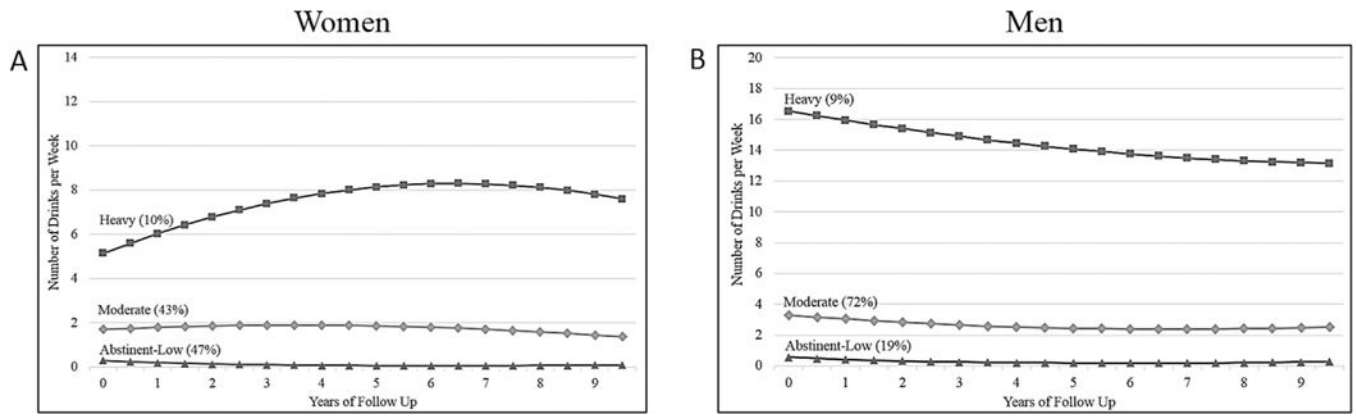 Women
A
14
12
10
8
6
4
2
0
Number of Drinks per Week
Heavy (10%)
Moderate (43%)
Abstinent-Low (47%)
0 1 2 3 4 5 6 7 8 9
Years of Follow Up
Men
B
20
18
16
14
12
10
8
6
4
2
0
Number of Drinks per Week
Heavy (9%)
Moderate (72%)
Abstinent-Low (19%)
0 1 2 3 4 5 6 7 8 9
Years of Follow Up